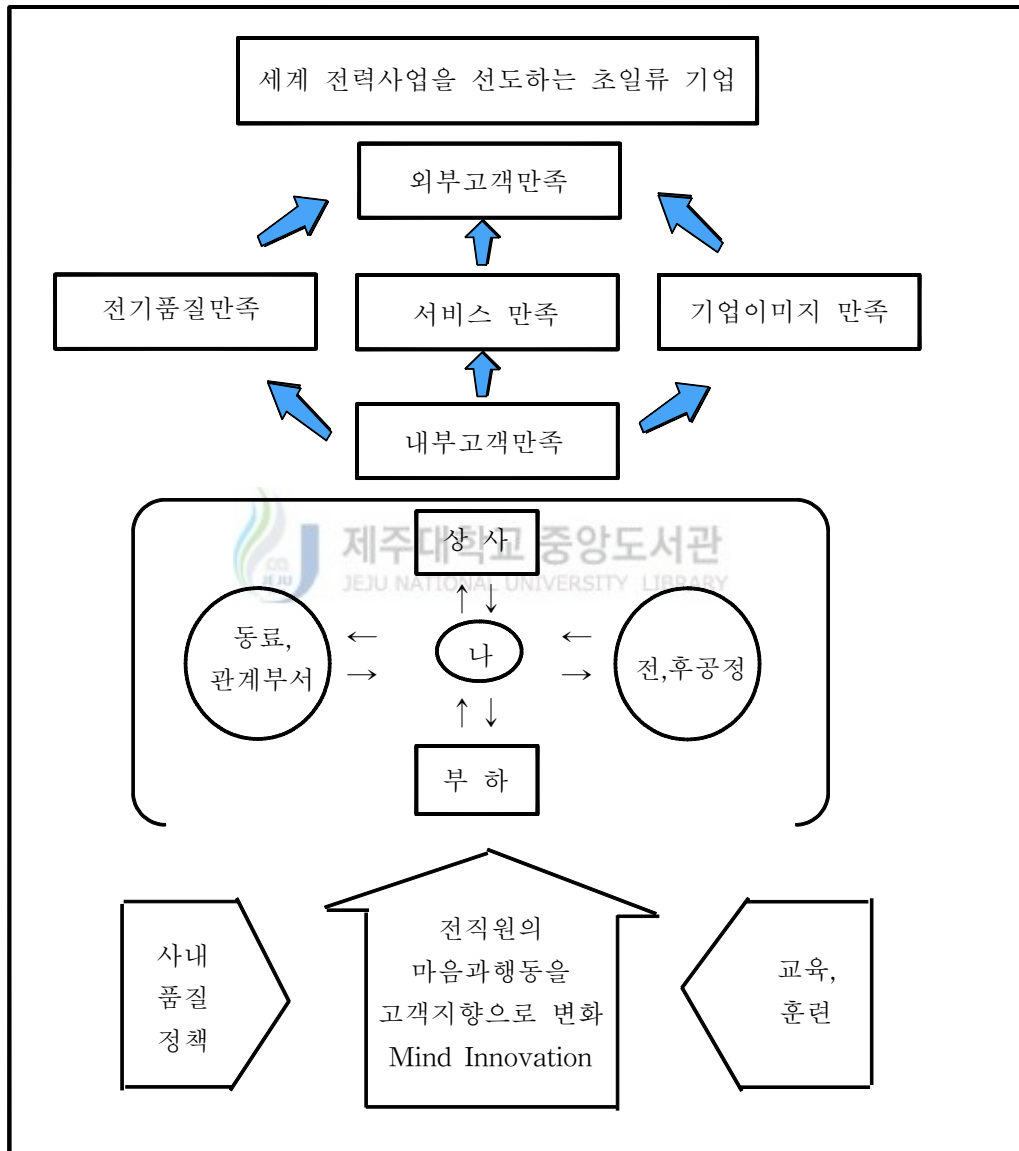 세계 전력사업을 선도하는 초일류 기업
외부고객만족
전기품질만족
서비스 만족
기업이미지 만족
내부고객만족
제주대학교 중앙도서관
JEJU NATIONAL UNIVERSITY LIBRARY
JEJU
상 사
↑ ↓
동료,
관계부서
←
→
나
←
→
전,후공정
↑ ↓
부 하
사내
품질
정책
전직원의
마음과행동을
고객지향으로 변화
Mind Innovation
교육,
훈련